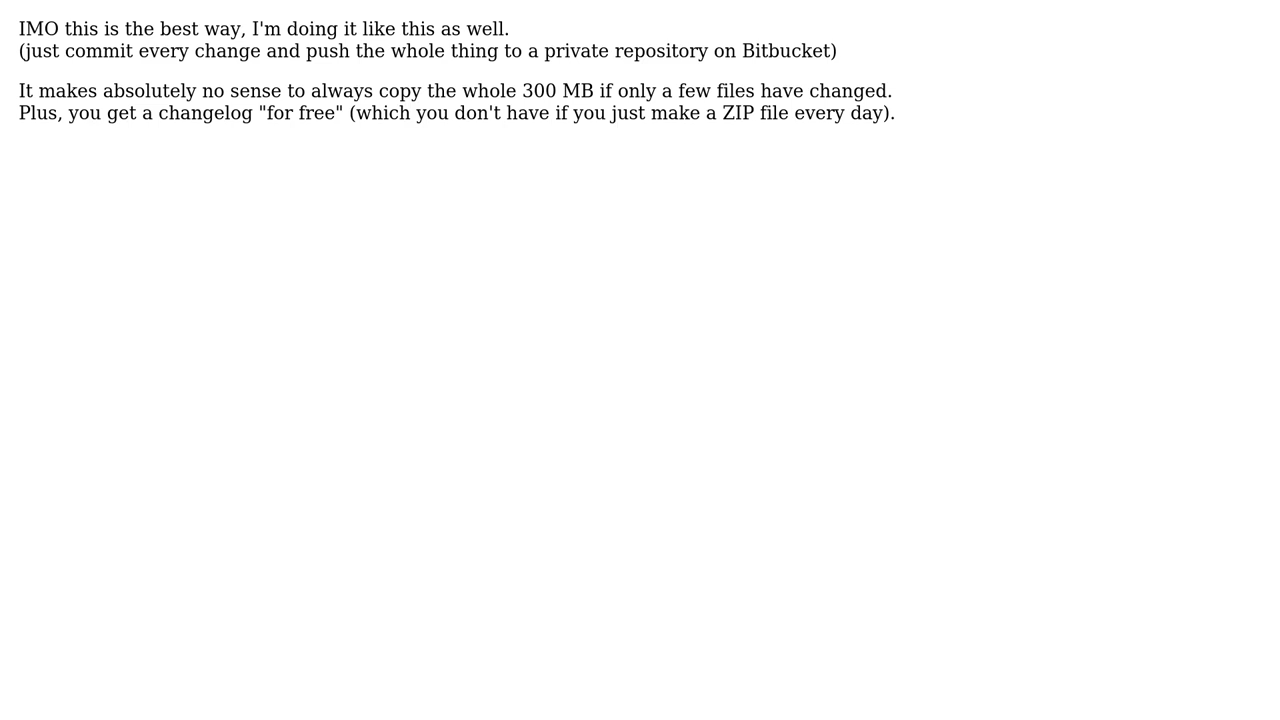 IMO this is the best way, I'm doing it like this as well.
(just commit every change and push the whole thing to a private repository on Bitbucket)
It makes absolutely no sense to always copy the whole 300 MB if only a few files have changed.
Plus, you get a changelog "for free" (which you don't have if you just make a ZIP file every day).